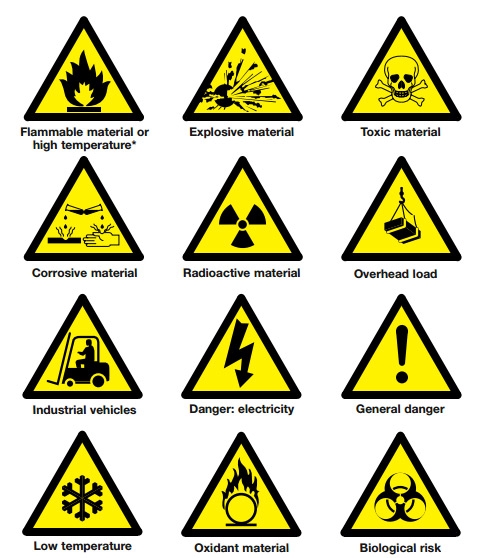 Flammable material or
high temperature*
Explosive material
Toxic material
Corrosive material
Radioactive material
Overhead load
Industrial vehicles
Danger: electricity
General danger
Low temperature
Oxidant material
Biological risk